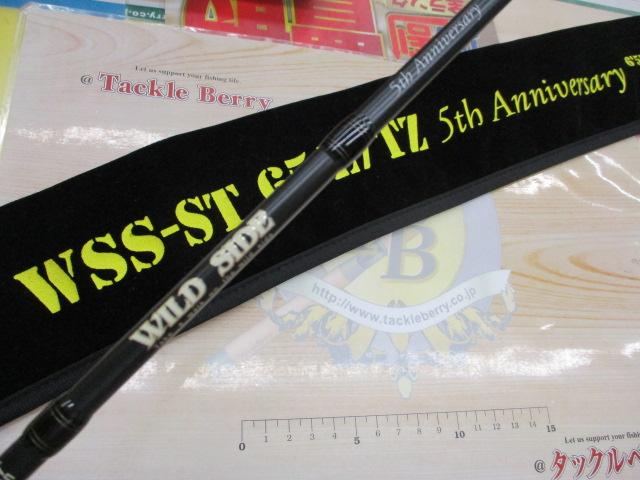 5th Anniversary
Let us support your fishing life.
@ Tackle Berry
WSS-ST 5th Anniversary
WILD SIDE
B
http://www.tackleberry.co.jp
0 1 2 3 4 5 6 7 8 9 10 11 12 13 14 15
Let us support your fishing
@ タックルベ